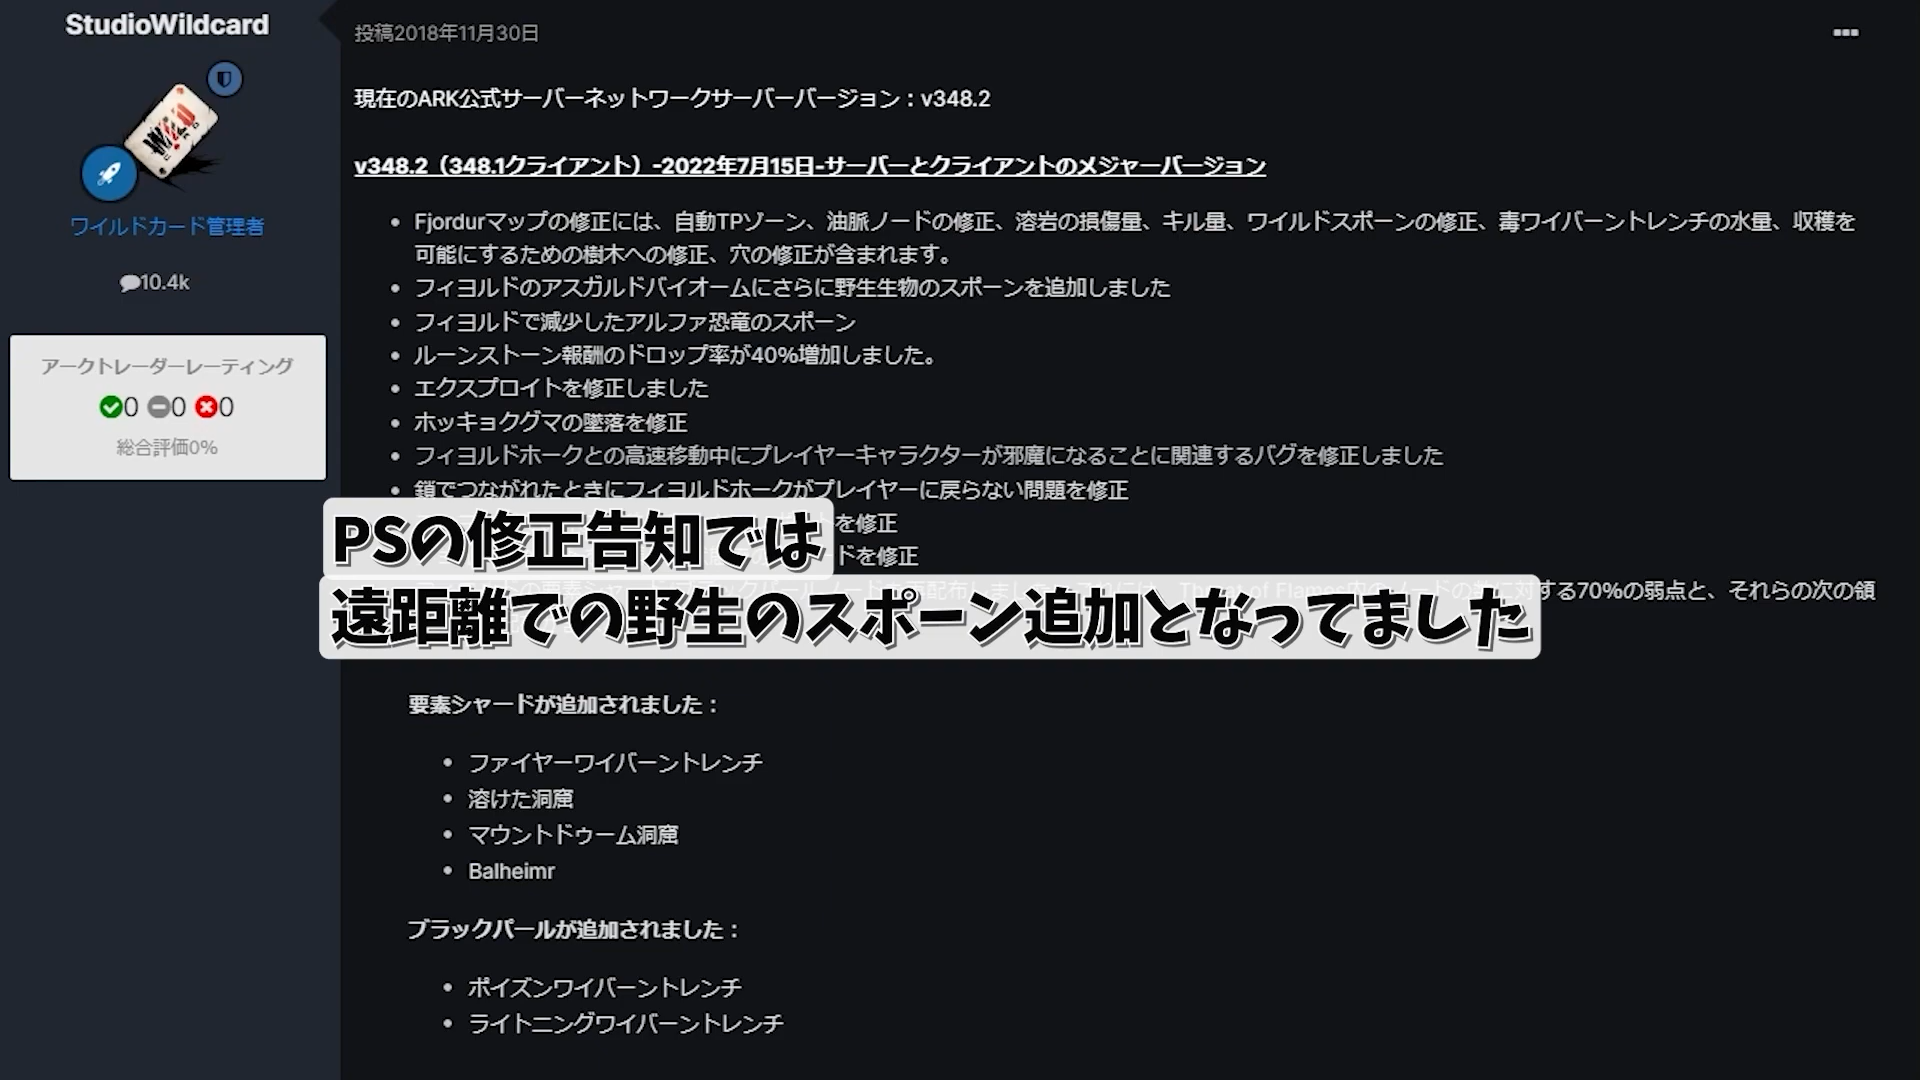 StudioWildcard
ワイルドカード管理者
10.4k
アークトレーダーレーティング
0 0 0
総合評価0%
投稿2018年11月30日
現在のARK公式サーバーネットワークサーバーバージョン：v348.2
v348.2（348.1クライアント）-2022年7月15日-サーバーとクライアントのメジャーバージョン
Fjordurマップの修正には、自動TPゾーン、油脈ノードの修正、溶岩の損傷量、キル量、ワイルドスポーンの修正、毒ワイバーントレンチの水量、収穫を
可能にするための樹木への修正、穴の修正が含まれます。
フィヨルドのアスガルドバイオームにさらに野生生物のスポーンを追加しました
フィヨルドで減少したアルファ恐竜のスポーン
ルーンストーン報酬のドロップ率が40%増加しました。
エクスプロイトを修正しました
ホッキョクグマの墜落を修正
フィヨルドホークとの高速移動中にプレイヤーキャラクターが邪魔になることに関連するバグを修正しました
鎖でつながれたときにフィヨルドホークがプレイヤーに戻らない問題を修正
を修正
ドを修正
対する70%の弱点と、それらの次の領
PSの修正告知では
遠距離での野生のスポーン追加となってました
要素シャードが追加されました：
ファイヤーワイバーントレンチ
溶けた洞窟
マウントドゥーム洞窟
Balheimr
ブラックパールが追加されました：
ポイズンワイバーントレンチ
ライトニングワイバーントレンチ